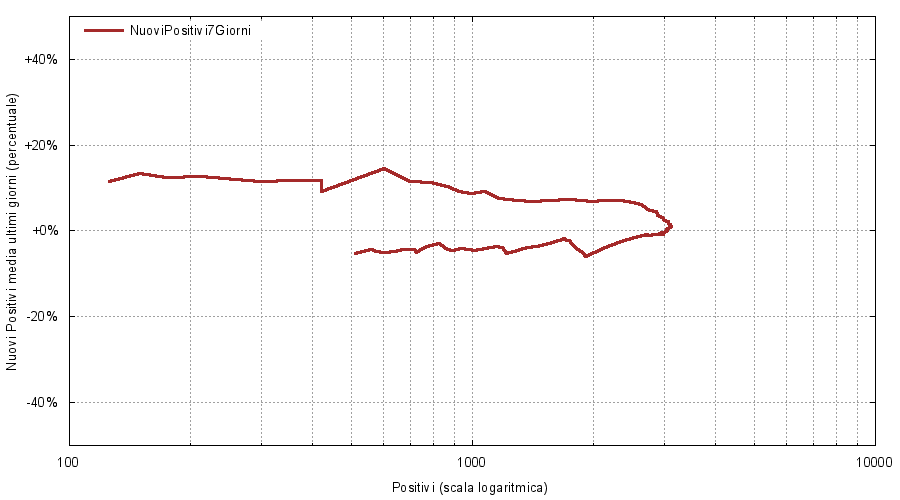 NuoviPositivi7Giorni
+40%
+20%
+0%
-20%
-40%
Nuovi Positivi media ultimi giorni (percentuale)
100 1000 10000
Positivi (scala logaritmica)